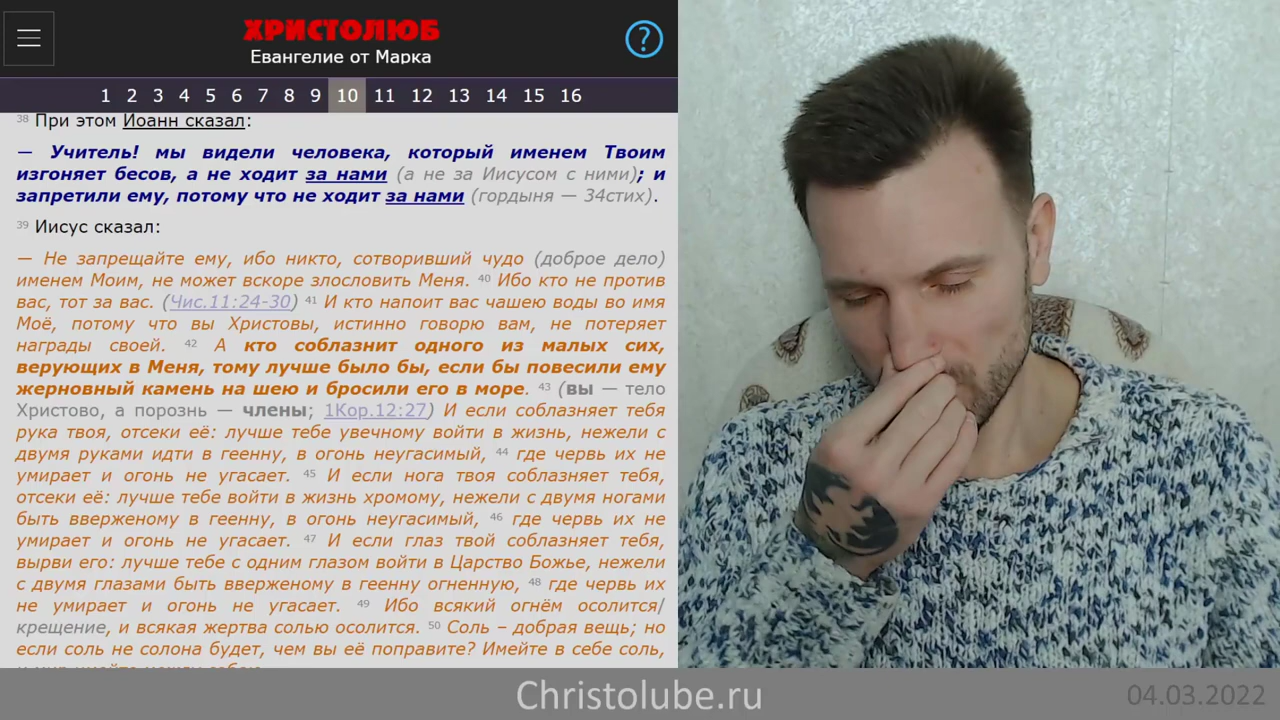 ХРИСТОЛЮБ
Евангелие от Марка
?
1 2 3 4 5 6 7 8 9 10 11 12 13 14 15 16
38 При этом Иоанн сказал:
— Учитель! мы видели человека, который именем Твоим
изгоняет бесов, а не ходит за нами (а не за Иисусом с ними); и
запретили ему, потому что не ходит за нами (гордыня — 34стих).
39 Иисус сказал:
— Не запрещайте ему, ибо никто, сотворивший чудо (доброе дело)
именем Моим, не может вскоре злословить Меня. 40 Ибо кто не против
вас, тот за вас. (Чис.11:24-30) 41 И кто напоит вас чашею воды во имя
Моё, потому что вы Христовы, истинно говорю вам, не потеряет
награды своей. 42 А кто соблазнит одного из малых сих,
верующих в Меня, тому лучше было бы, если бы повесили ему
жерновный камень на шею и бросили его в море. 43 (вы — тело
Христово, а порознь — члены; 1Кор.12:27) И если соблазняет тебя
рука твоя, отсеки её: лучше тебе увечному войти в жизнь, нежели с
двумя руками идти в геенну, в огонь неугасимый, 44 где червь их не
умирает и огонь не угасает. 45 И если нога твоя соблазняет тебя,
отсеки её: лучше тебе войти в жизнь хромому, нежели с двумя ногами
быть вверженому в геенну, в огонь неугасимый, 46 где червь их не
умирает и огонь не угасает. 47 И если глаз твой соблазняет тебя,
вырви его: лучше тебе с одним глазом войти в Царство Божье, нежели
с двумя глазами быть вверженому в геенну огненную, 48 где червь их
не умирает и огонь не угасает. 49 Ибо всякий огнём осолится/
крещение, и всякая жертва солью осолится. 50 Соль – добрая вещь; но
если соль не солона будет, чем вы её поправите? Имейте в себе соль,
Christolube.ru
04.03.2022